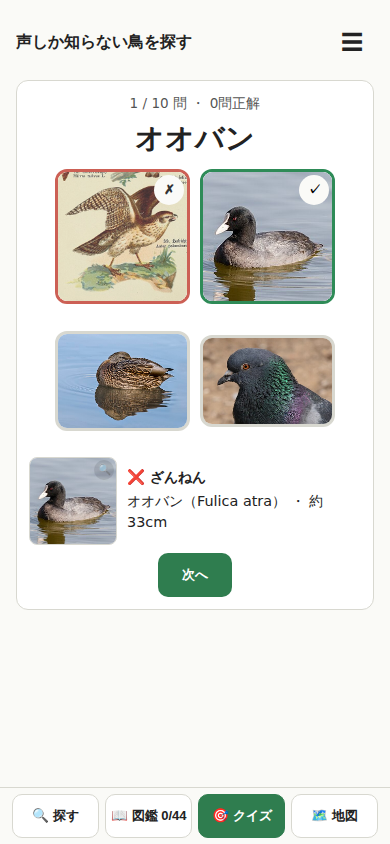 声しか知らない鳥を探す
☰
1 / 10 問 ・ 0問正解
オオバン
✗
✓
❌ ざんねん
オオバン（Fulica atra） ・ 約
33cm
次へ
🔍 探す
📖 図鑑 0/44
🎯 クイズ
🗺️ 地図